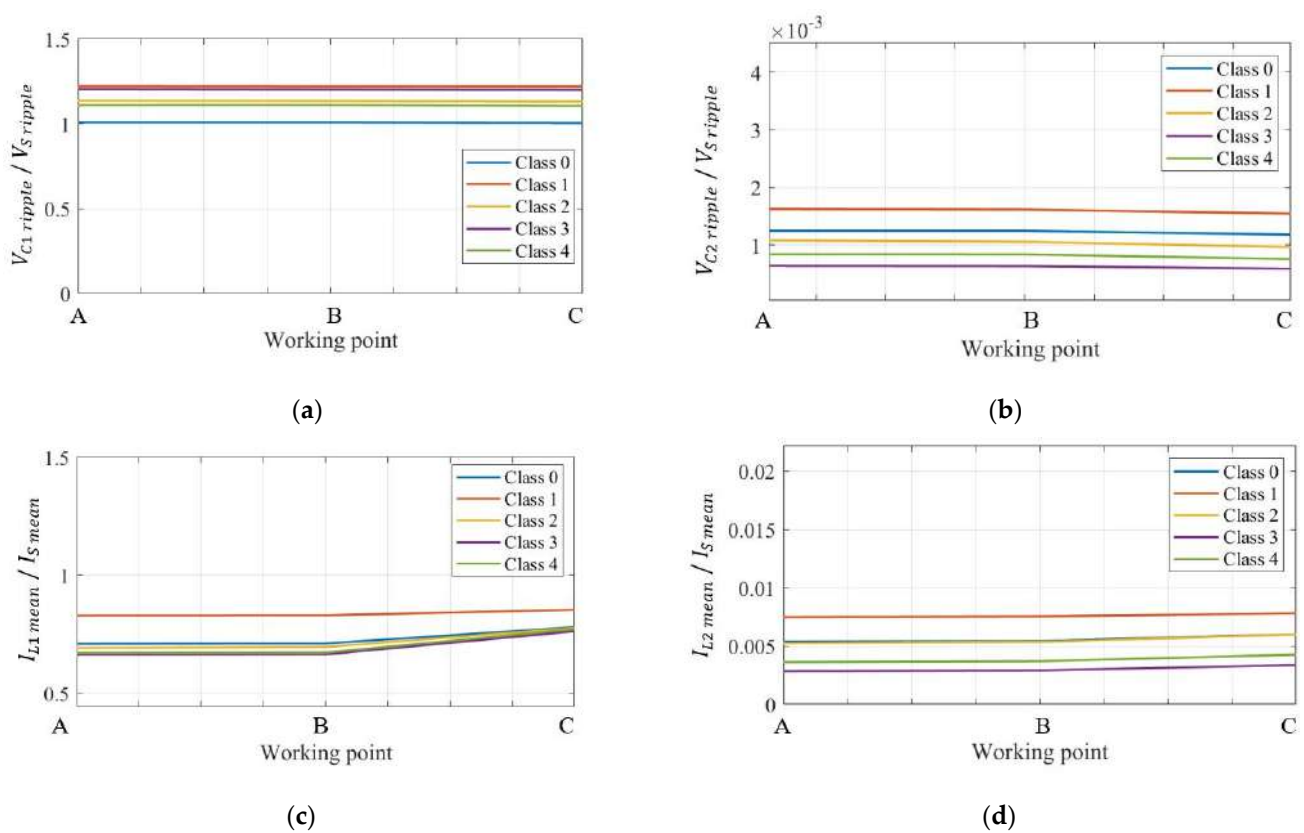 1.5
1
0.5
0
V_C1 ripple / V_S ripple
Class 0
Class 1
Class 2
Class 3
Class 4
A B C
Working point
(a)
×10⁻³
4
3
2
1
V_C2 ripple / V_S ripple
Class 0
Class 1
Class 2
Class 3
Class 4
A B C
Working point
(b)
1.5
1
0.5
I_L1 mean / I_S mean
Class 0
Class 1
Class 2
Class 3
Class 4
A B C
Working point
(c)
0.02
0.015
0.01
0.005
0
I_L2 mean / I_S mean
Class 0
Class 1
Class 2
Class 3
Class 4
A B C
Working point
(d)